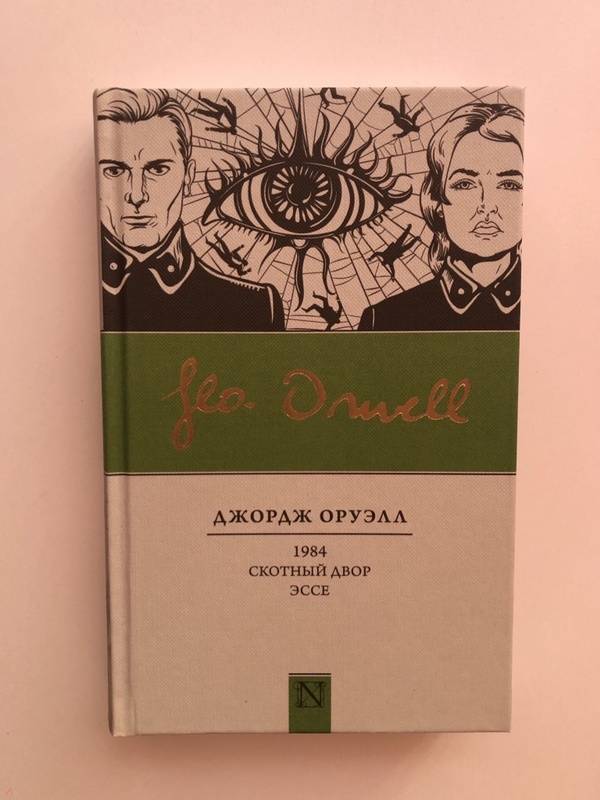 Geo. Orwell
ДЖОРДЖ ОРУЭЛЛ
1984
СКОТНЫЙ ДВОР
ЭССЕ
N